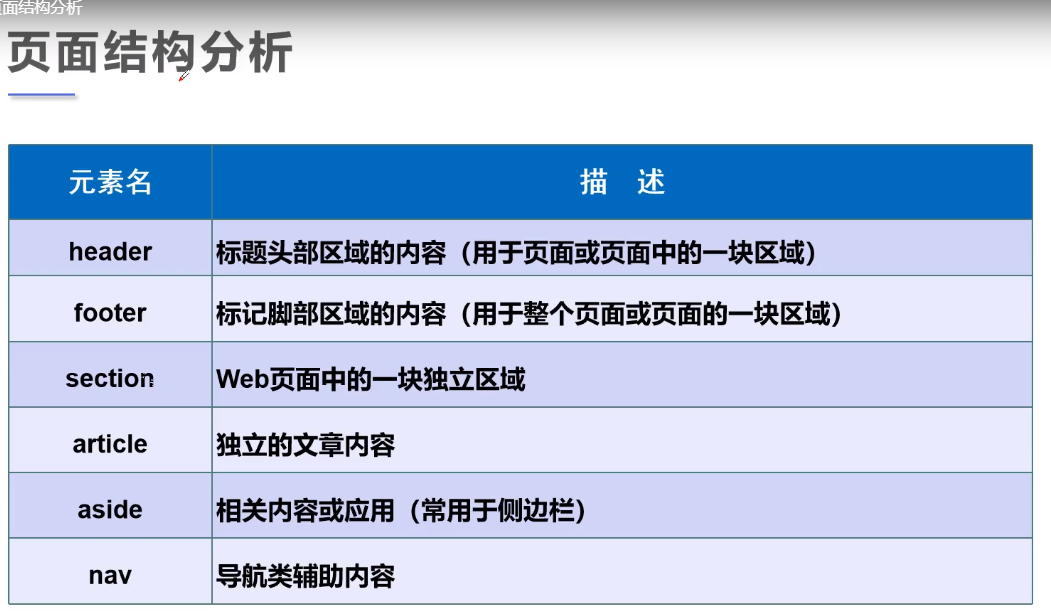 页面结构分析
页面结构分析
元素名 描 述
header 标题头部区域的内容（用于页面或页面中的一块区域）
footer 标记脚部区域的内容（用于整个页面或页面的一块区域）
section Web页面中的一块独立区域
article 独立的文章内容
aside 相关内容或应用（常用于侧边栏）
nav 导航类辅助内容